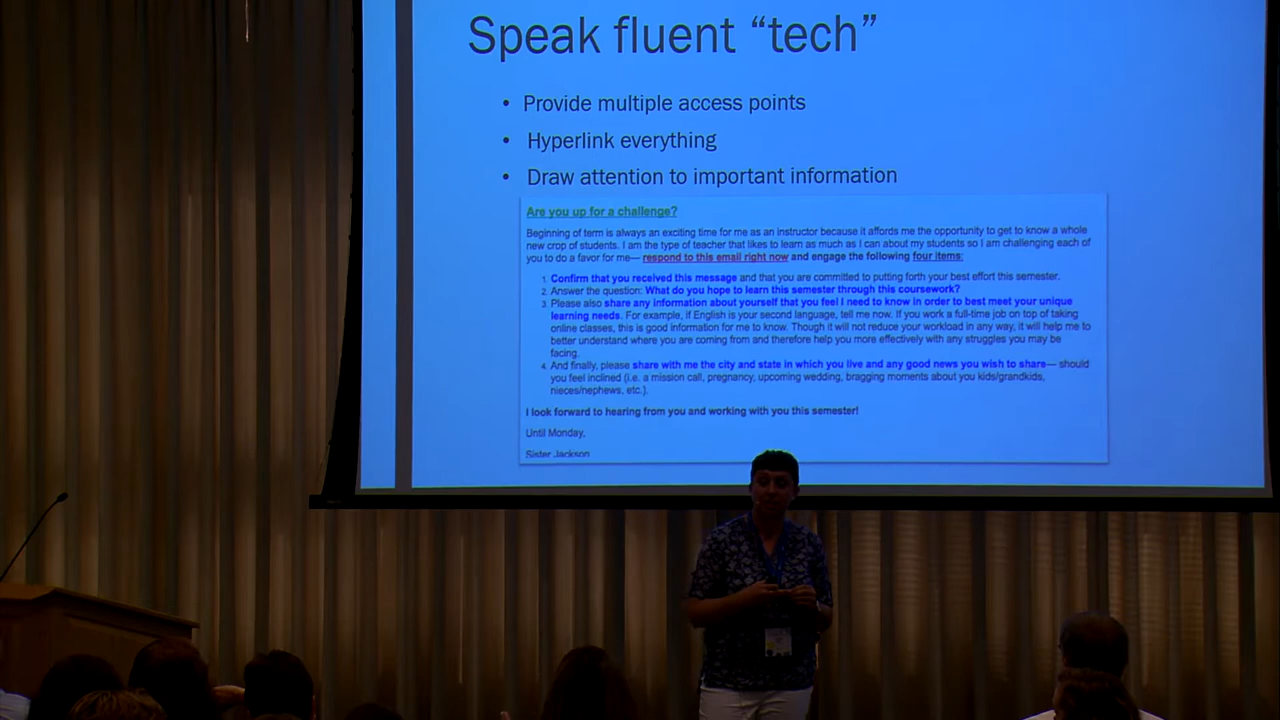 Speak fluent “tech”
• Provide multiple access points
• Hyperlink everything
• Draw attention to important information
Are you up for a challenge?
Beginning of term is always an exciting time for me as an instructor because it affords me the opportunity to get to know a whole
new crop of students. I am the type of teacher that likes to learn as much as I can about my students so I am challenging each of
you to do a favor for me— respond to this email right now and engage the following four items:
1. Confirm that you received this message and that you are committed to putting forth your best effort this semester.
2. Answer the question: What do you hope to learn this semester through this coursework?
3. Please also share any information about yourself that you feel I need to know in order to best meet your unique
learning needs. For example, if English is your second language, tell me now. If you work a full-time job on top of taking
online classes, this is good information for me to know. Though it will not reduce your workload in any way, it will help me to
better understand where you are coming from and therefore help you more effectively with any struggles you may be
facing.
4. And finally, please share with me the city and state in which you live and any good news you wish to share— should
you feel inclined (i.e. a mission call, pregnancy, upcoming wedding, bragging moments about you kids/grandkids,
nieces/nephews, etc.).
I look forward to hearing from you and working with you this semester!
Until Monday,
Sister Jackson